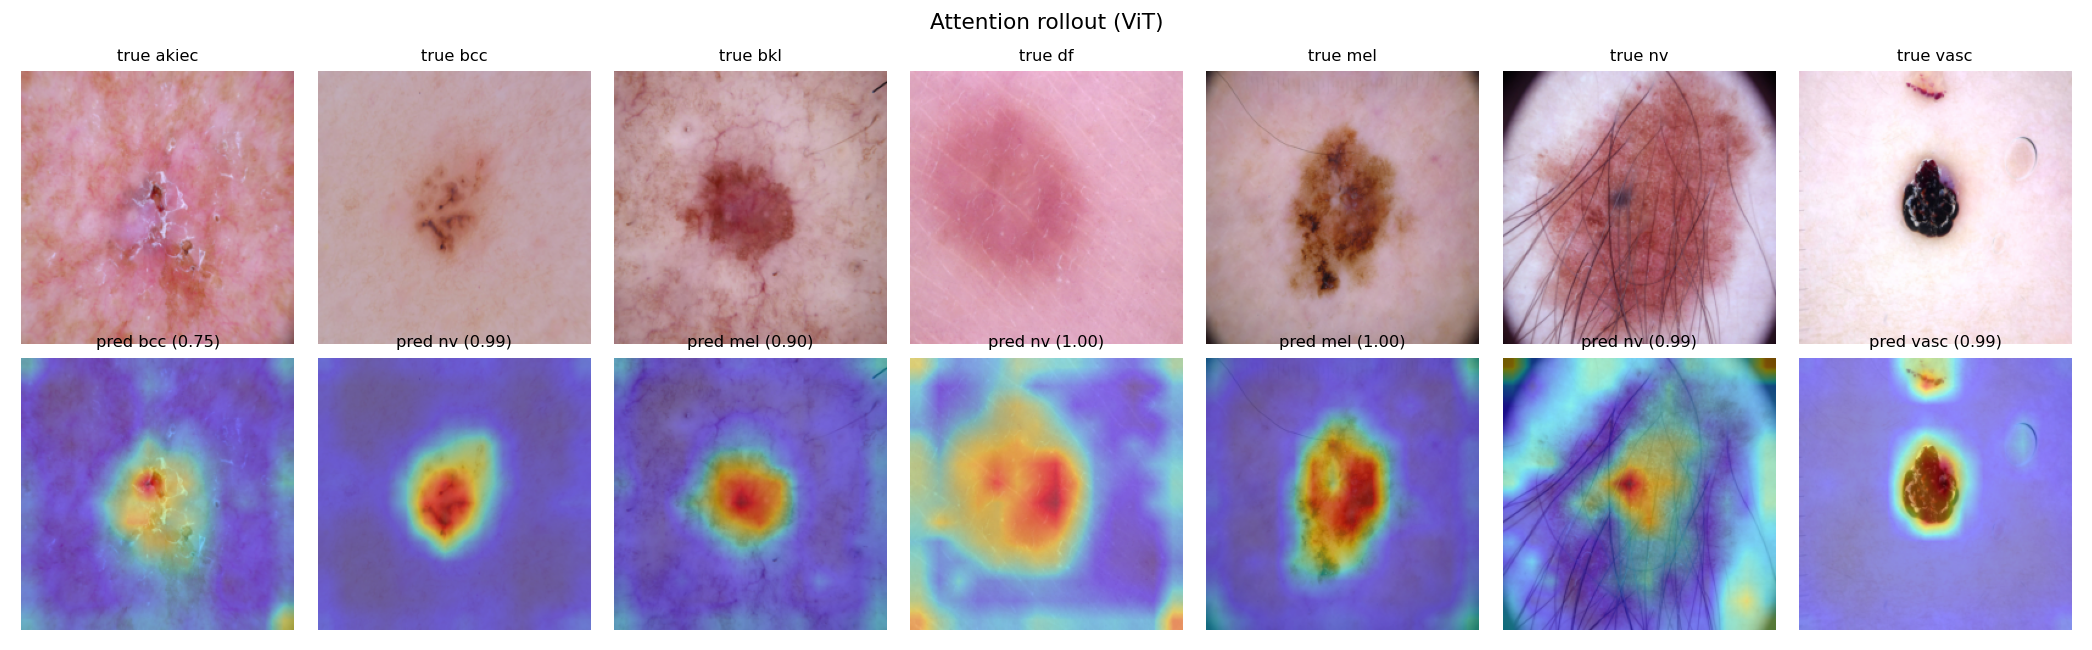 Attention rollout (ViT)
true akiec
true bcc
true bkl
true df
true mel
true nv
true vasc
pred bcc (0.75)
pred nv (0.99)
pred mel (0.90)
pred nv (1.00)
pred mel (1.00)
pred nv (0.99)
pred vasc (0.99)